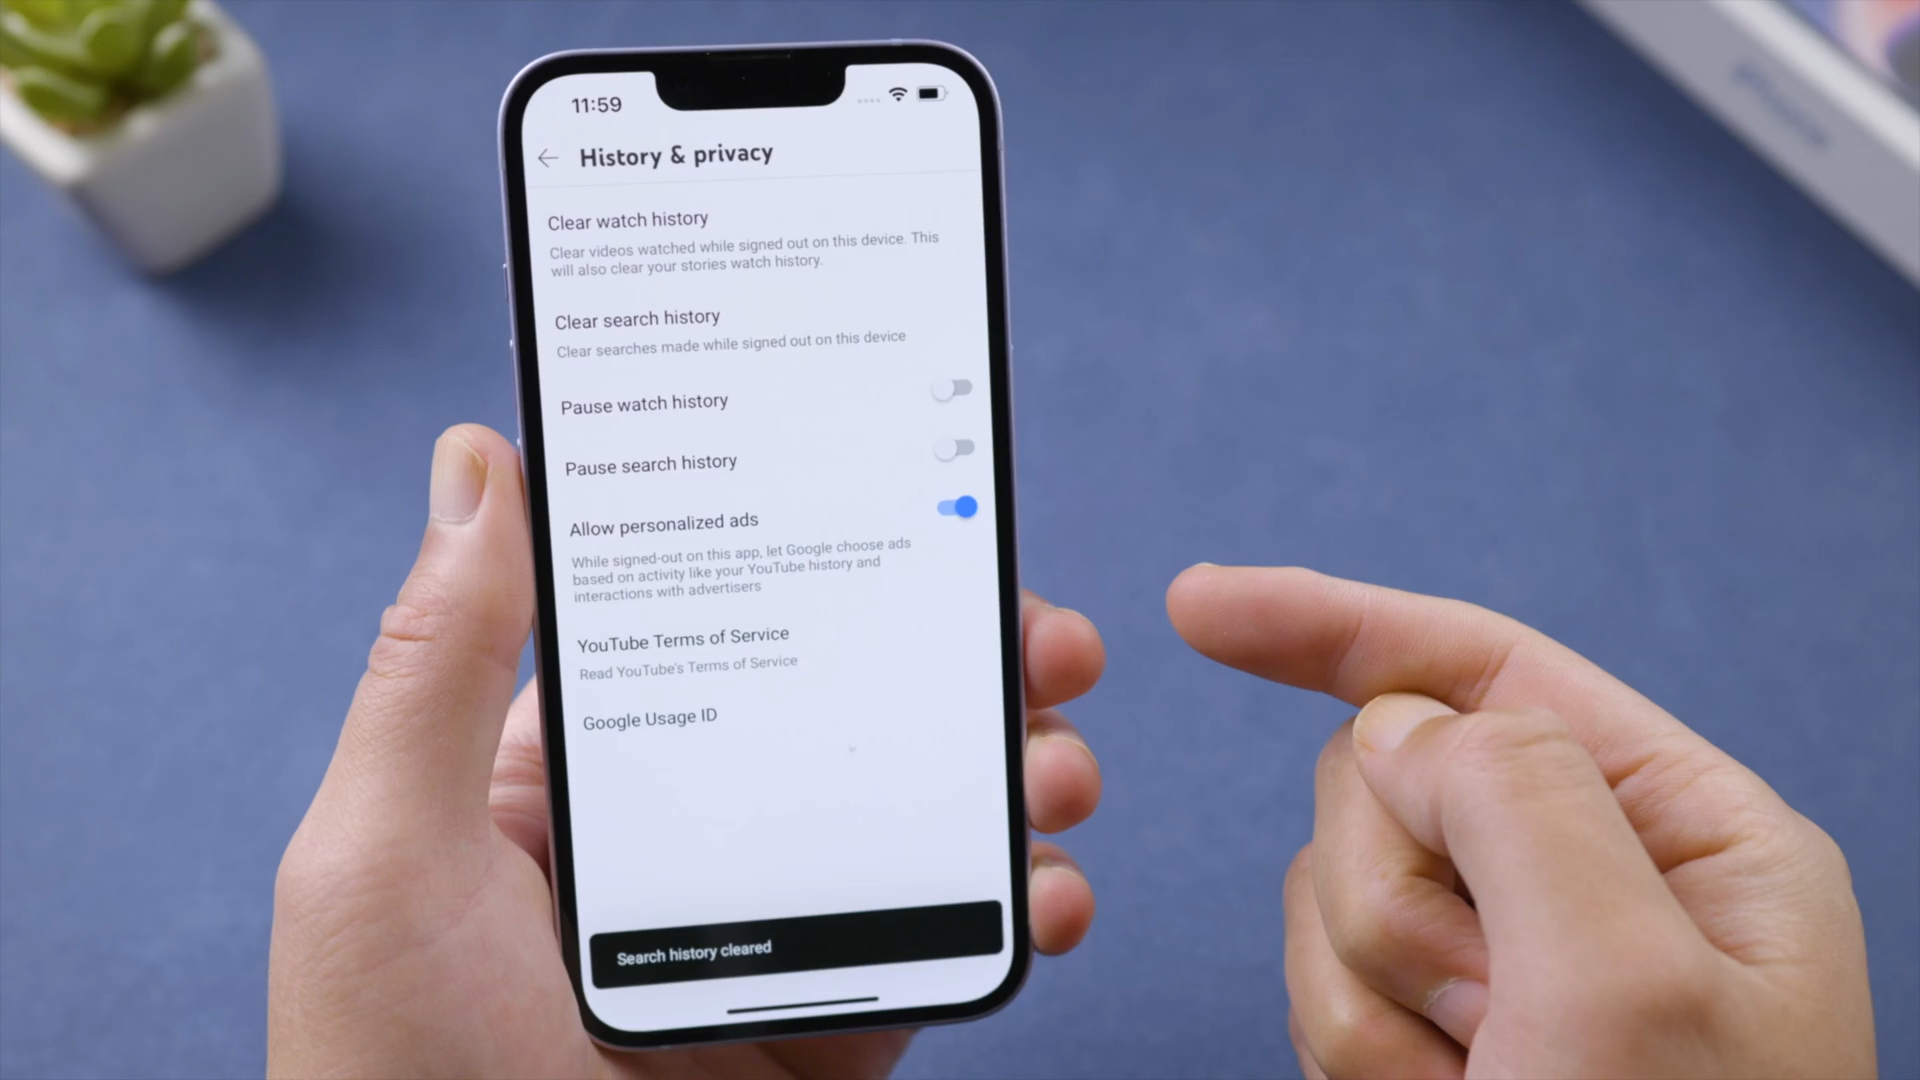 11:59
History & privacy
Clear watch history
Clear videos watched while signed out on this device. This
will also clear your stories watch history.
Clear search history
Clear searches made while signed out on this device
Pause watch history
Pause search history
Allow personalized ads
While signed-out on this app, let Google choose ads
based on activity like your YouTube history and
interactions with advertisers
YouTube Terms of Service
Read YouTube's Terms of Service
Google Usage ID
Search history cleared